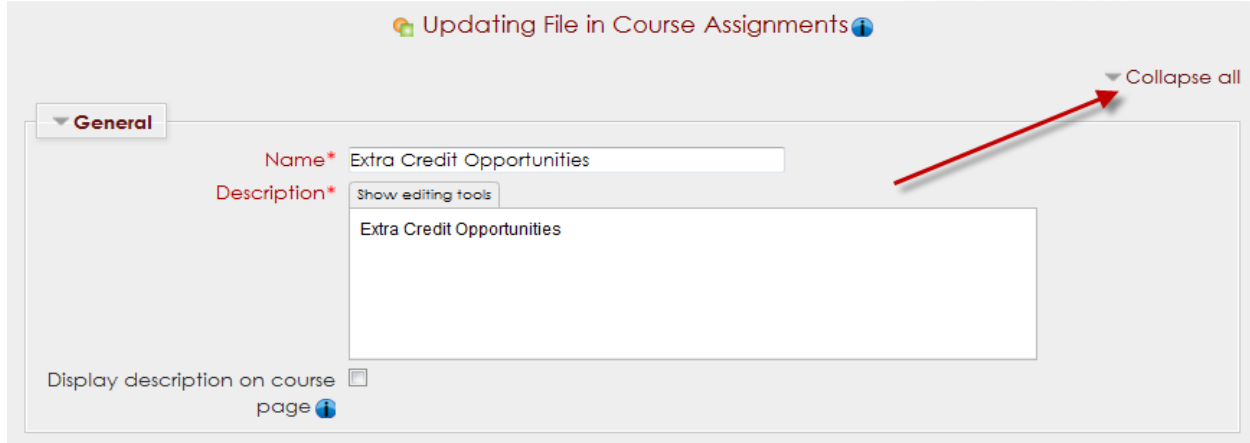 Updating File in Course Assignments
Collapse all
General
Name* Extra Credit Opportunities
Description* Show editing tools
Extra Credit Opportunities
Display description on course
page